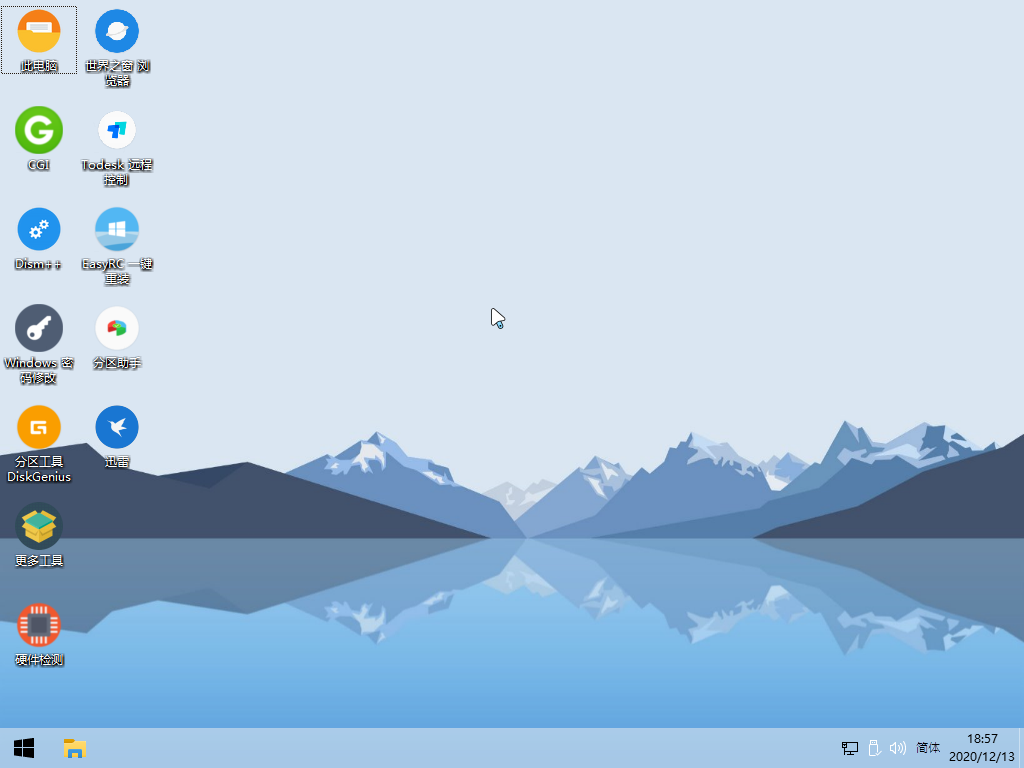 此电脑
世界之窗 浏
览器
CGI
Todesk 远程
控制
Dism++
EasyRC 一键
重装
Windows 密
码修改
分区助手
分区工具
DiskGenius
迅雷
更多工具
硬件检测
简体
18:57
2020/12/13